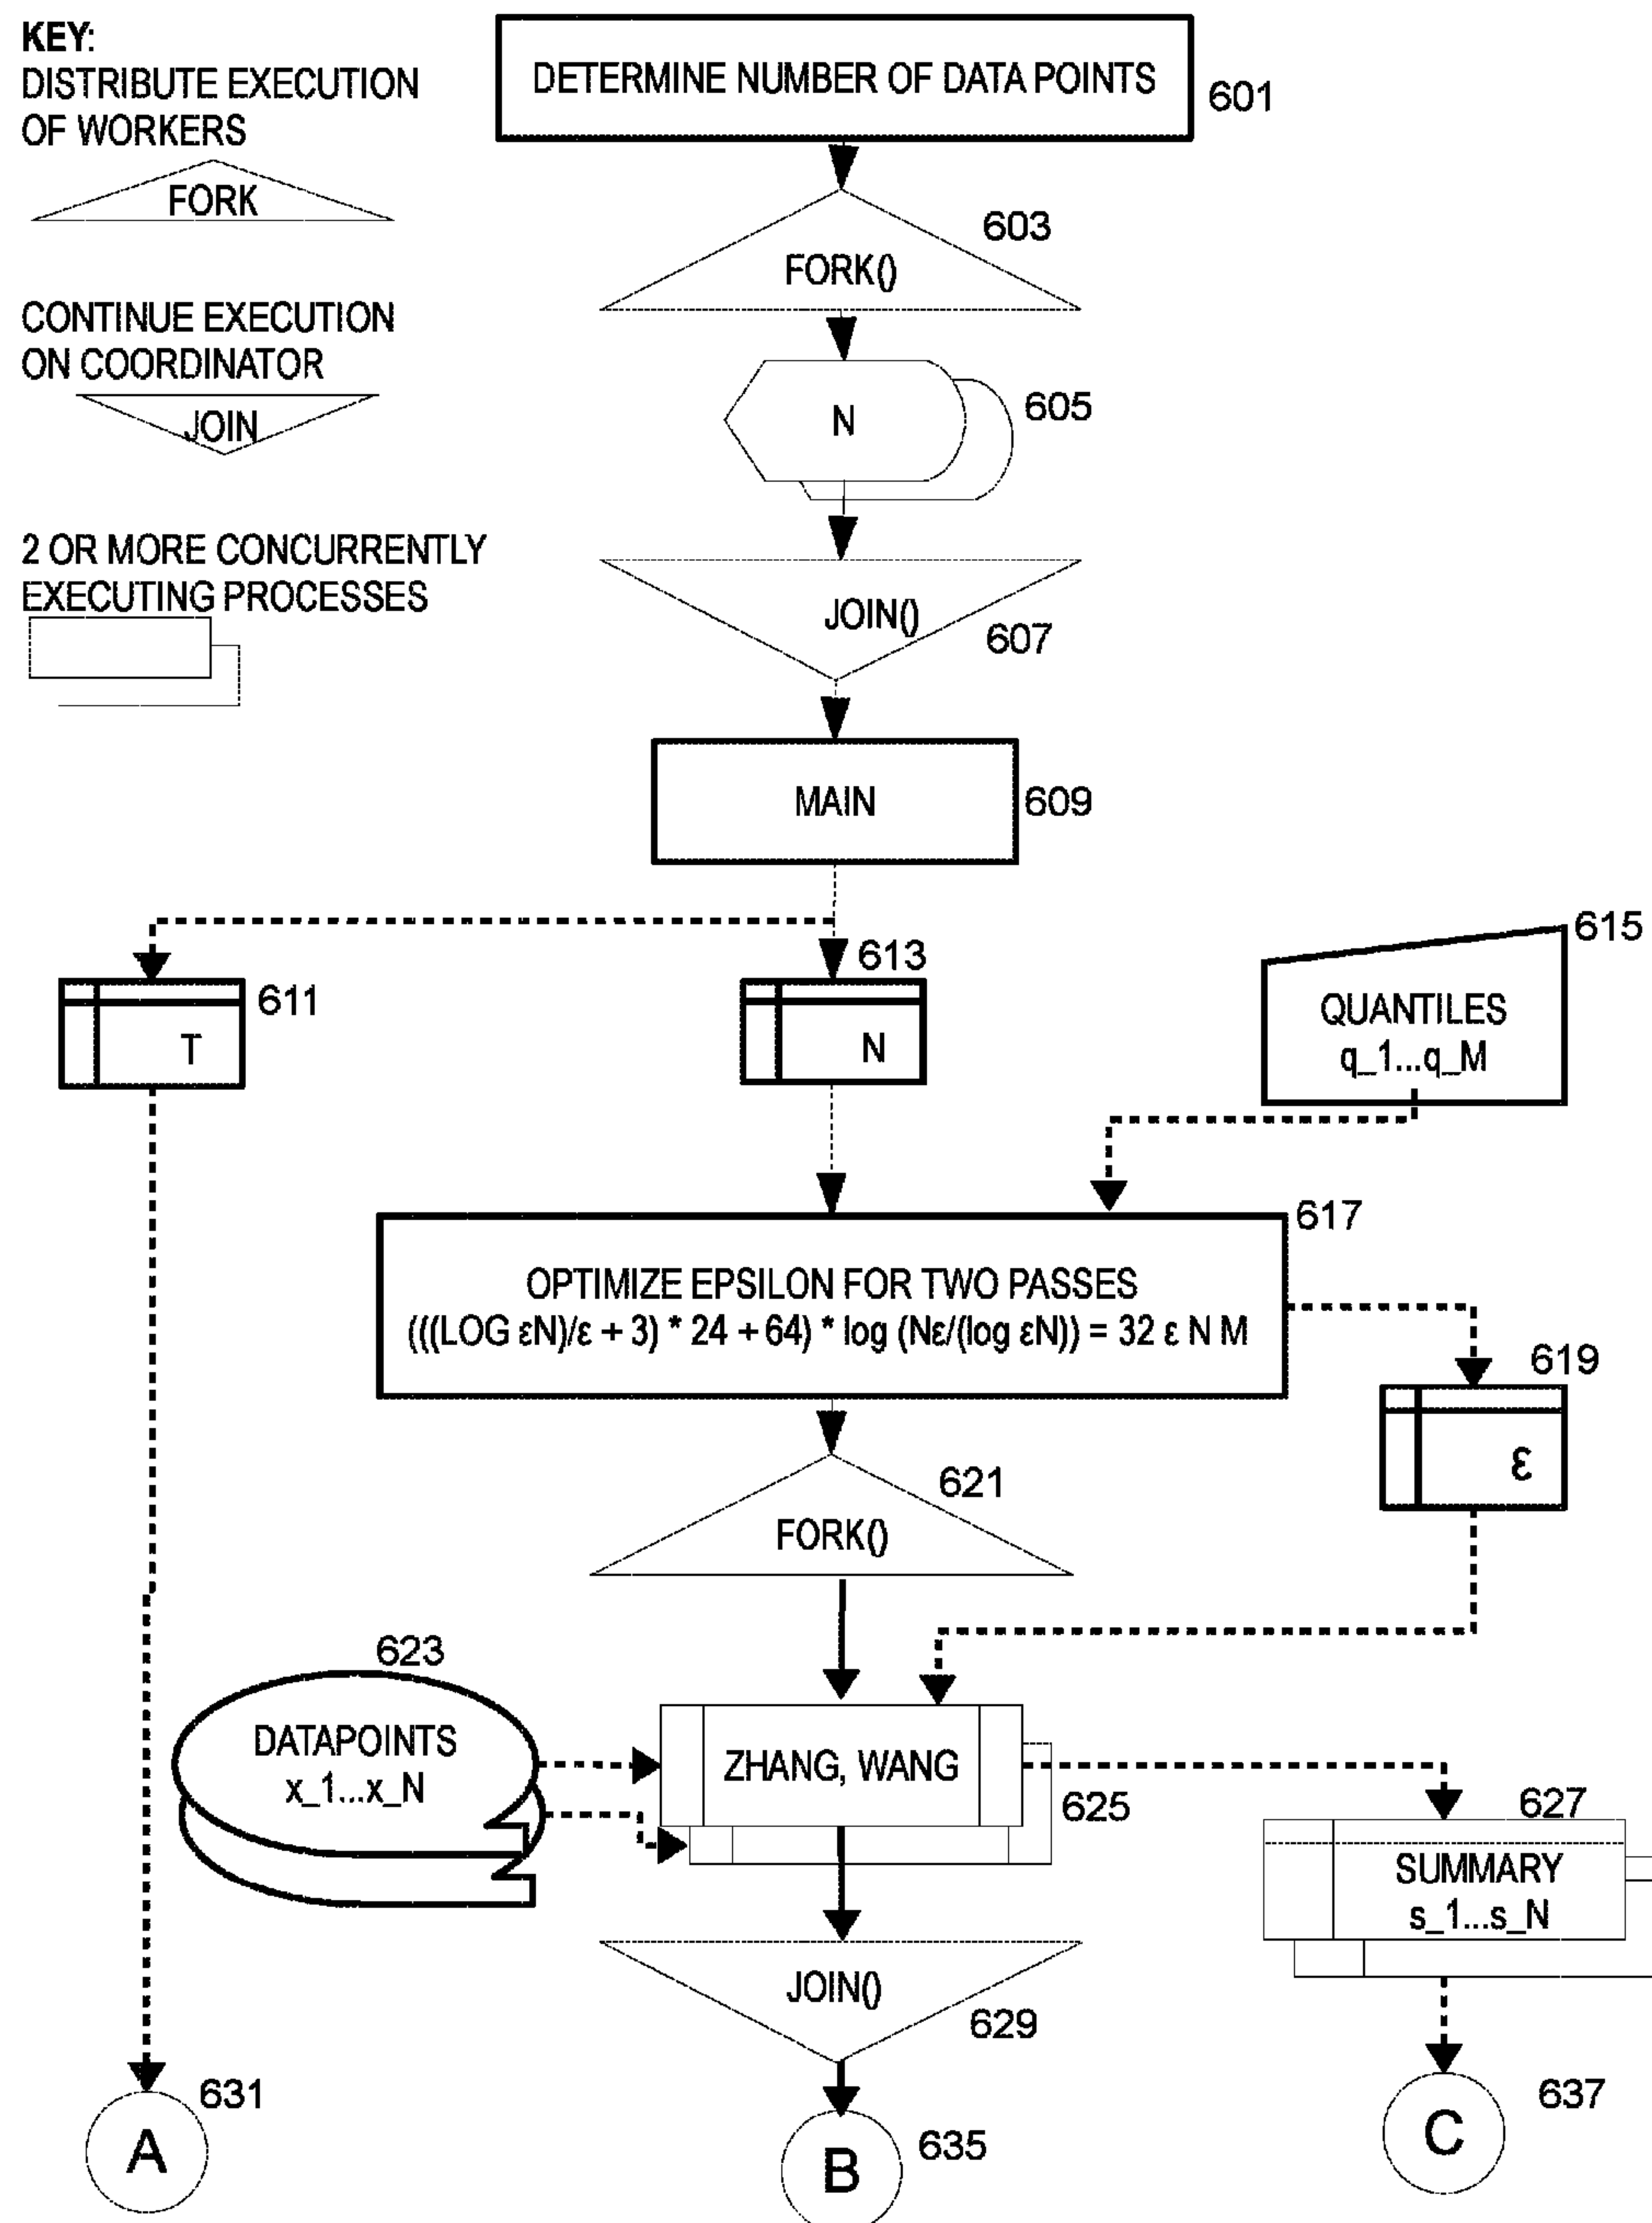 KEY:
DISTRIBUTE EXECUTION
OF WORKERS
FORK
CONTINUE EXECUTION
ON COORDINATOR
JOIN
2 OR MORE CONCURRENTLY
EXECUTING PROCESSES
DETERMINE NUMBER OF DATA POINTS
601
603
FORK()
N
605
JOIN()
607
MAIN
609
611
T
613
N
615
QUANTILES
q_1...q_M
617
OPTIMIZE EPSILON FOR TWO PASSES
(((LOG εN)/ε + 3) * 24 + 64) * log (Nε/(log εN)) = 32 ε N M
619
ε
621
FORK()
623
DATAPOINTS
x_1...x_N
ZHANG, WANG
625
627
SUMMARY
s_1...s_N
JOIN()
629
631
A
B
635
C
637